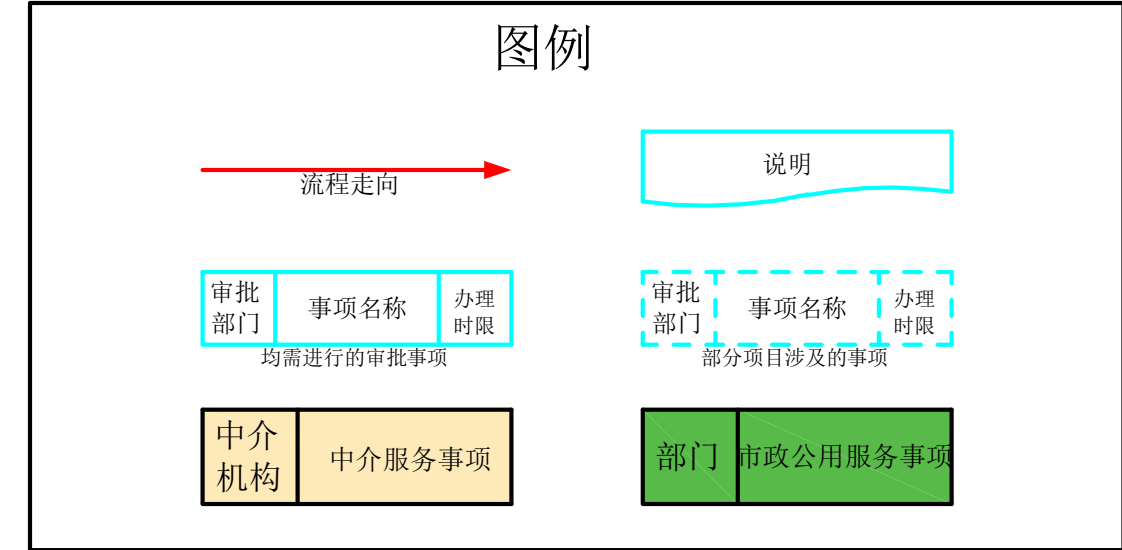 图例
流程走向
说明
审批
部门
事项名称
办理
时限
均需进行的审批事项
审批
部门
事项名称
办理
时限
部分项目涉及的事项
中介
机构
中介服务事项
部门
市政公用服务事项